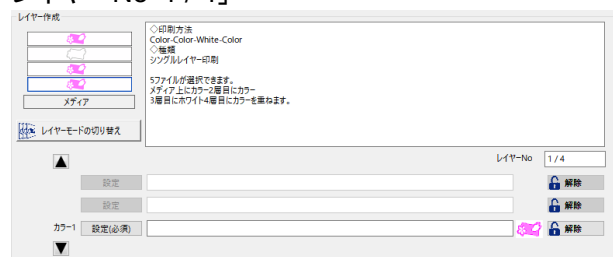 レイヤー作成
◇印刷方法
Color-Color-White-Color
◇種類
シングルレイヤー印刷
5ファイルが選択できます。
メディア上にカラー2層目にカラー
3層目にホワイト4層目にカラーを重ねます。
メディア
レイヤーモードの切り替え
レイヤーNo 1/4
設定 解除
設定 解除
カラー1 設定(必須) 解除